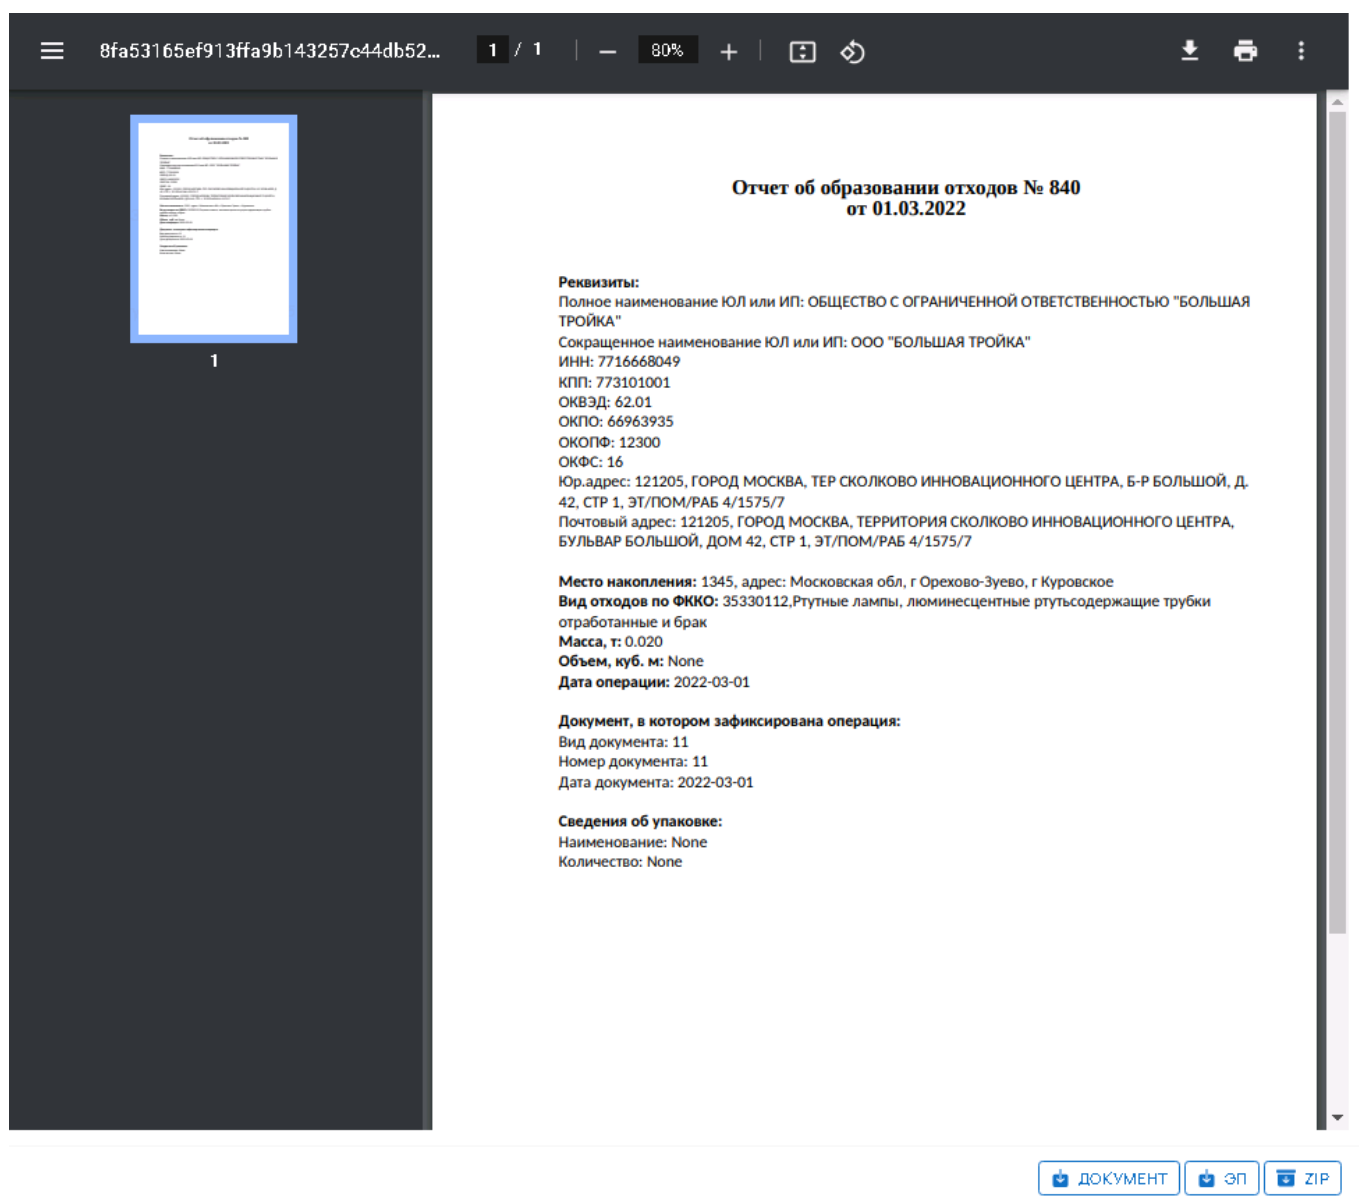 8fa53165ef913ffa9b143257c44db52...
1 / 1
80%
1
Отчет об образовании отходов № 840
от 01.03.2022
Реквизиты:
Полное наименование ЮЛ или ИП: ОБЩЕСТВО С ОГРАНИЧЕННОЙ ОТВЕТСТВЕННОСТЬЮ "БОЛЬШАЯ
ТРОЙКА"
Сокращенное наименование ЮЛ или ИП: ООО "БОЛЬШАЯ ТРОЙКА"
ИНН: 7716668049
КПП: 773101001
ОКВЭД: 62.01
ОКПО: 66963935
ОКОПФ: 12300
ОКФС: 16
Юр.адрес: 121205, ГОРОД МОСКВА, ТЕР СКОЛКОВО ИННОВАЦИОННОГО ЦЕНТРА, Б-Р БОЛЬШОЙ, Д.
42, СТР 1, ЭТ/ПОМ/РАБ 4/1575/7
Почтовый адрес: 121205, ГОРОД МОСКВА, ТЕРРИТОРИЯ СКОЛКОВО ИННОВАЦИОННОГО ЦЕНТРА,
БУЛЬВАР БОЛЬШОЙ, ДОМ 42, СТР 1, ЭТ/ПОМ/РАБ 4/1575/7
Место накопления: 1345, адрес: Московская обл, г Орехово-Зуево, г Куровское
Вид отходов по ФККО: 35330112,Ртутные лампы, люминесцентные ртутьсодержащие трубки
отработанные и брак
Масса, т: 0.020
Объем, куб. м: None
Дата операции: 2022-03-01
Документ, в котором зафиксирована операция:
Вид документа: 11
Номер документа: 11
Дата документа: 2022-03-01
Сведения об упаковке:
Наименование: None
Количество: None
ДОКУМЕНТ
ЭП
ZIP